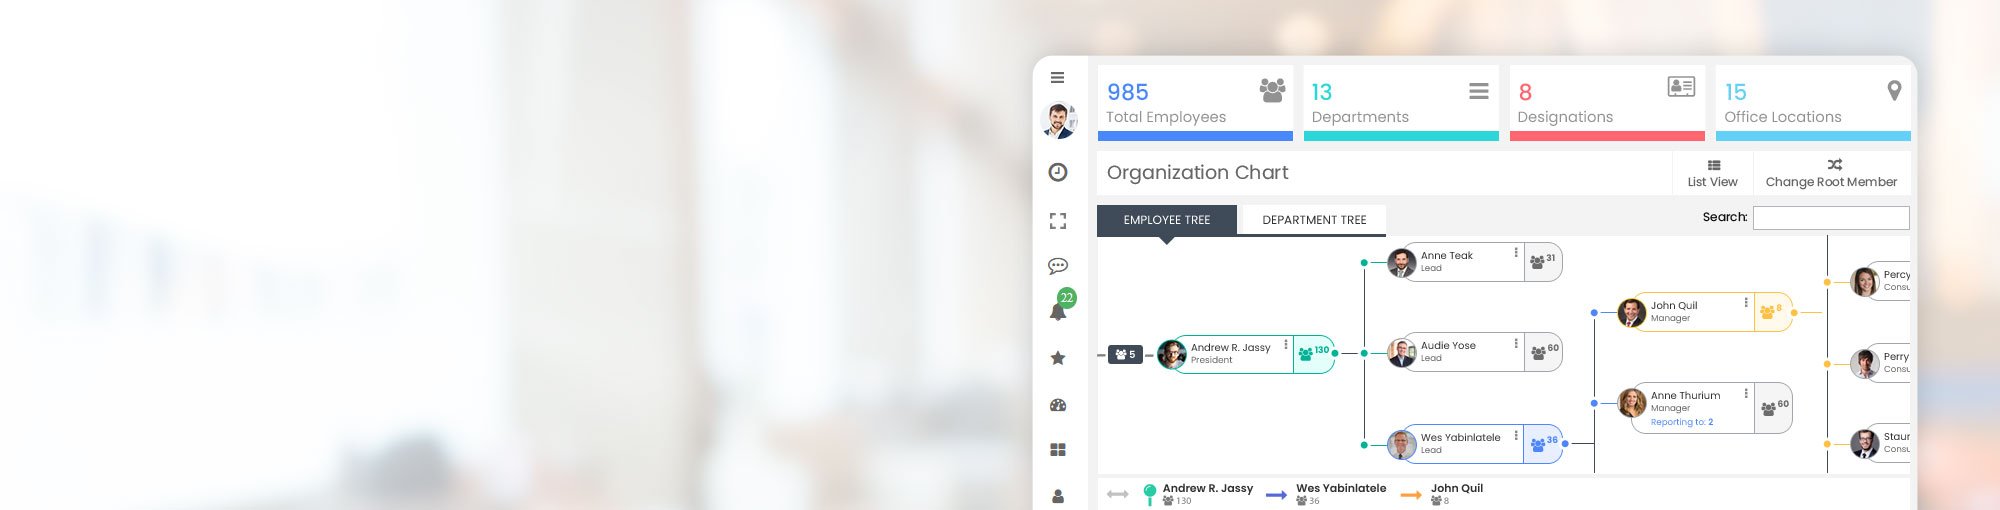 985
Total Employees
13
Departments
8
Designations
15
Office Locations
Organization Chart
List View
Change Root Member
EMPLOYEE TREE
DEPARTMENT TREE
Search:
22
5
Andrew R. Jassy
President
130
Anne Teak
Lead
31
Audie Yose
Lead
60
Wes Yabinlatele
Lead
36
John Quil
Manager
8
Anne Thurium
Manager
Reporting to: 2
60
Percy
Consu
Perry
Consu
Staur
Consu
Andrew R. Jassy
130
Wes Yabinlatele
36
John Quil
8